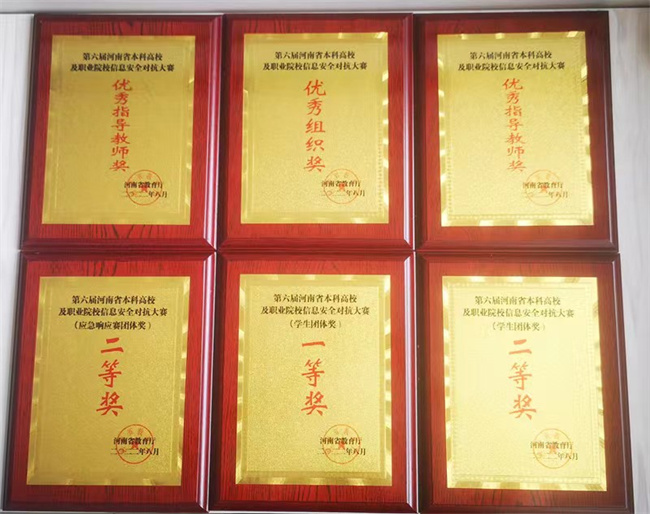 第六届河南省本科高校
及职业院校信息安全对抗大赛
优秀指导教师奖
河南省教育厅
二〇二二年八月
第六届河南省本科高校
及职业院校信息安全对抗大赛
优秀组织奖
河南省教育厅
二〇二二年八月
第六届河南省本科高校
及职业院校信息安全对抗大赛
优秀指导教师奖
河南省教育厅
二〇二二年八月
第六届河南省本科高校
及职业院校信息安全对抗大赛
(应急响应赛团体奖)
二等奖
河南省教育厅
二〇二二年八月
第六届河南省本科高校
及职业院校信息安全对抗大赛
(学生团体奖)
一等奖
河南省教育厅
二〇二二年八月
第六届河南省本科高校
及职业院校信息安全对抗大赛
(学生团体奖)
二等奖
河南省教育厅
二〇二二年八月